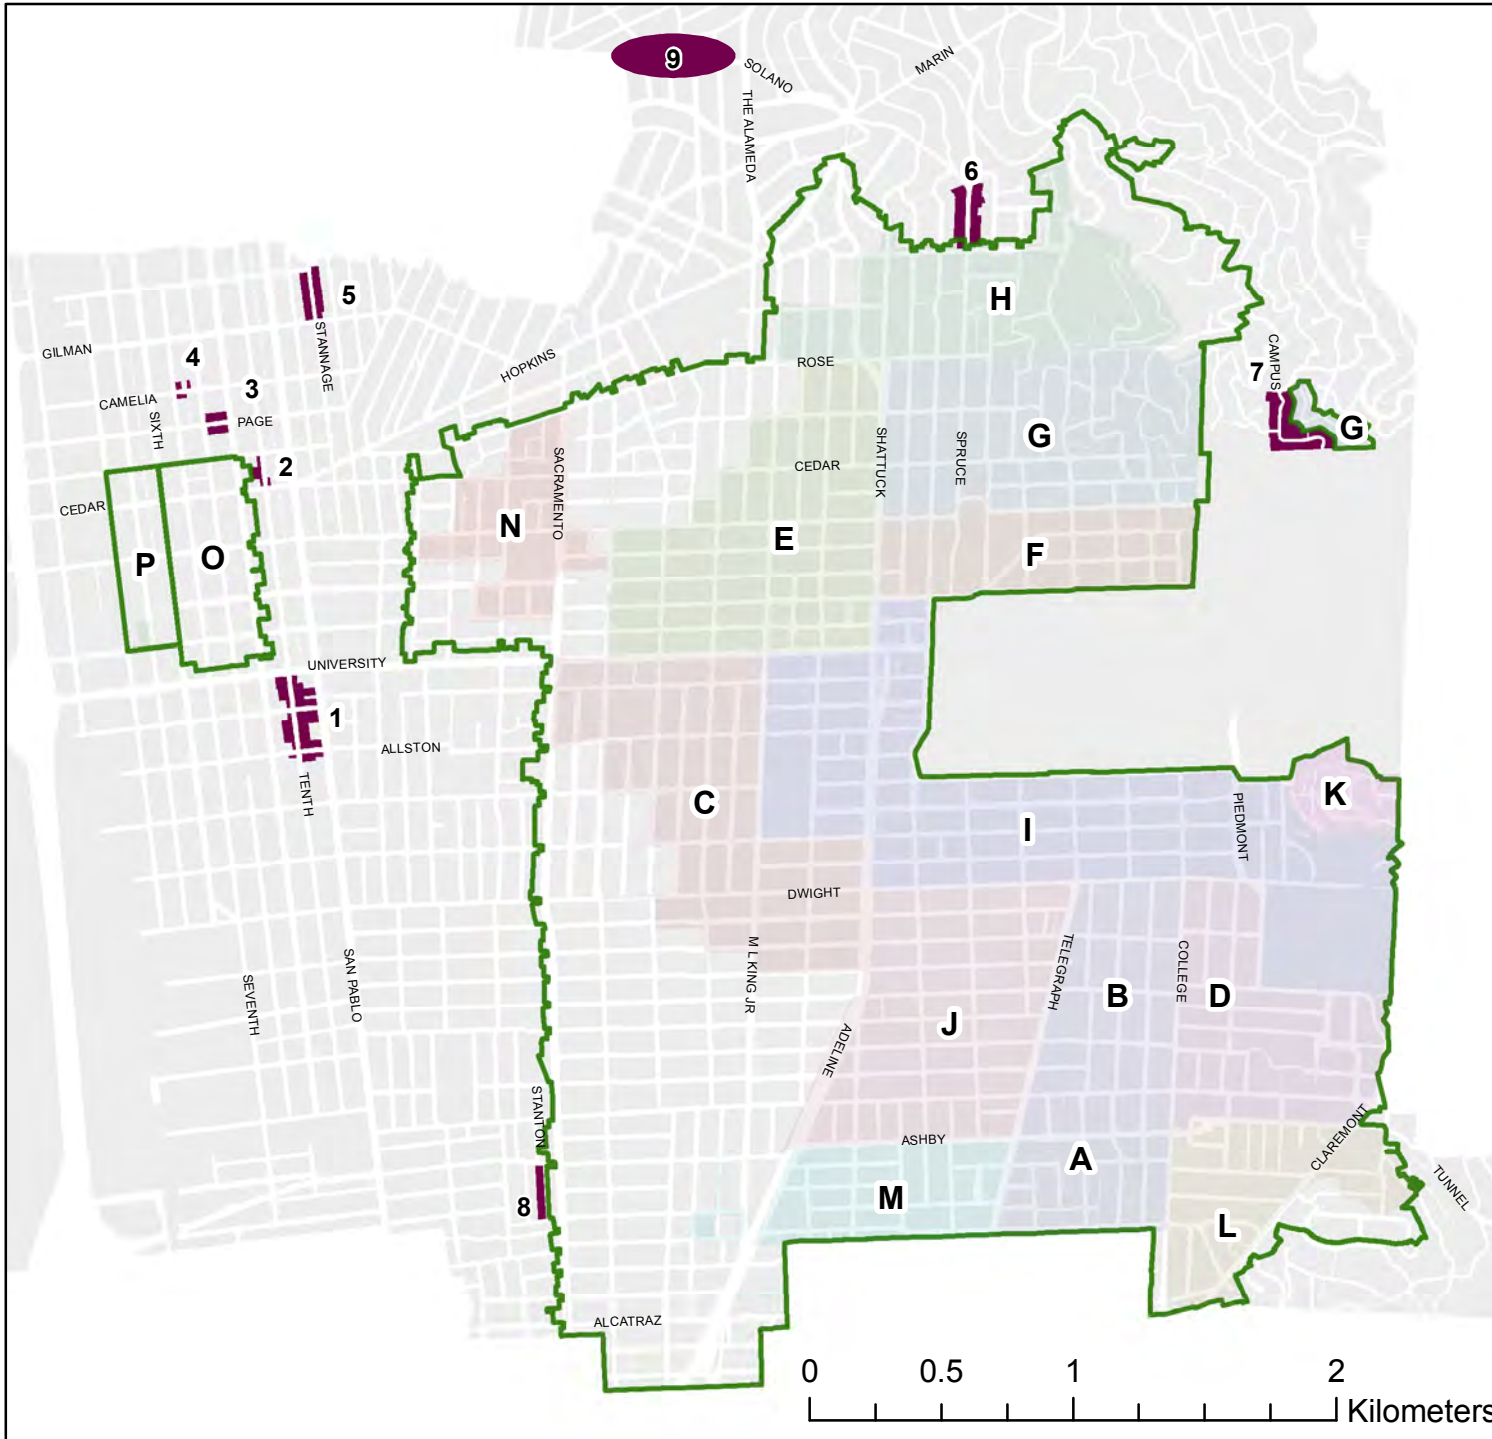 9
SOLANO
MARIN
THE ALAMEDA
6
5
H
STANNAGE
GILMAN
4
HOPKINS
ROSE
CAMPUS
7
3
CAMELIA
SIXTH
PAGE
G
G
SHATTUCK
SPRUCE
SACRAMENTO
CEDAR
2
CEDAR
N
E
F
P
O
UNIVERSITY
1
ALLSTON
TENTH
C
K
I
PIEDMONT
DWIGHT
M L KING JR
TELEGRAPH
COLLEGE
B
D
SEVENTH
SAN PABLO
J
ADELINE
STANTON
ASHBY
A
CLAREMONT
TUNNEL
8
M
L
ALCATRAZ
0 0.5 1 2
Kilometers